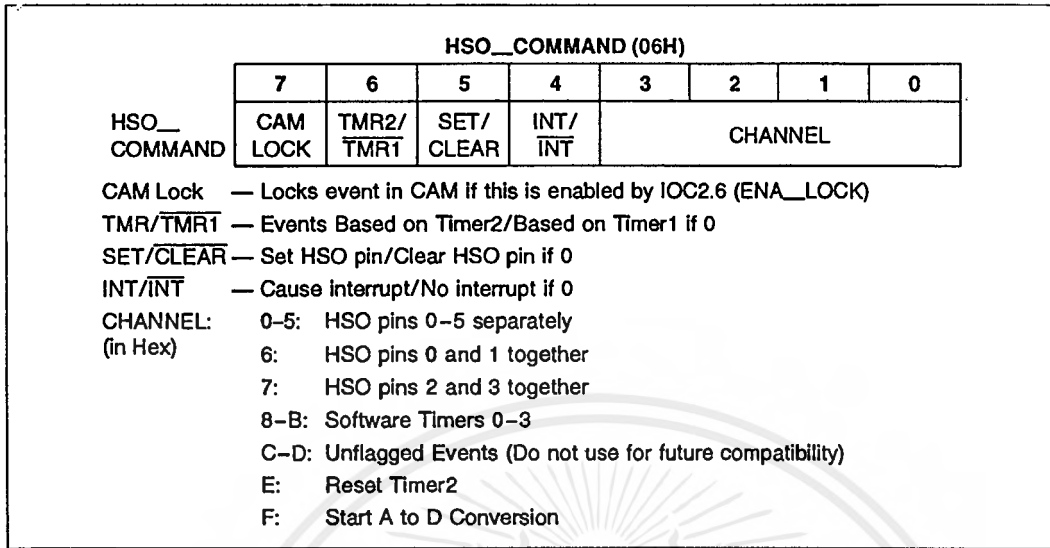 HSO__COMMAND (06H)
7 6 5 4 3 2 1 0
HSO__ COMMAND CAM LOCK TMR2/TMR1 SET/CLEAR INT/INT CHANNEL
CAM Lock — Locks event in CAM if this is enabled by IOC2.6 (ENA__LOCK)
TMR/TMR1 — Events Based on Timer2/Based on Timer1 if 0
SET/CLEAR — Set HSO pin/Clear HSO pin if 0
INT/INT — Cause interrupt/No interrupt if 0
CHANNEL: 0–5: HSO pins 0–5 separately
(in Hex) 6: HSO pins 0 and 1 together
7: HSO pins 2 and 3 together
8–B: Software Timers 0–3
C–D: Unflagged Events (Do not use for future compatibility)
E: Reset Timer2
F: Start A to D Conversion